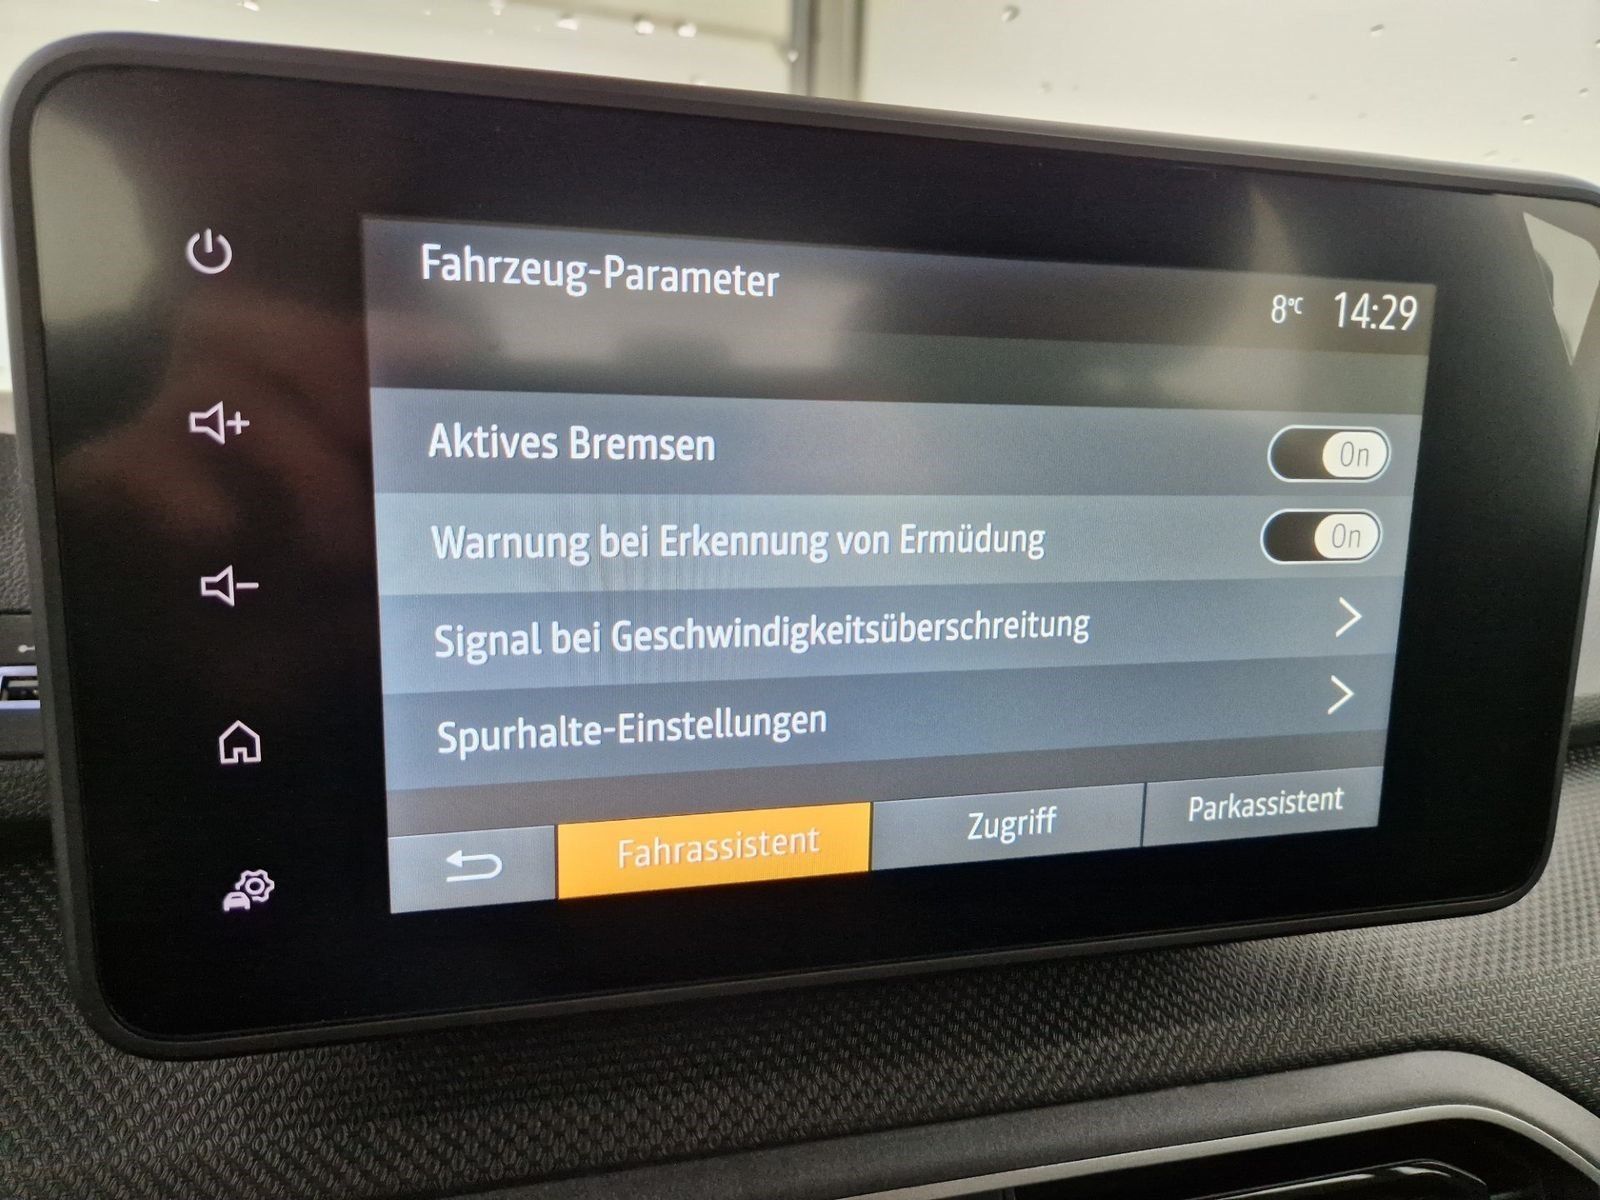 Fahrzeug-Parameter
8°C 14:29
Aktives Bremsen On
Warnung bei Erkennung von Ermüdung On
Signal bei Geschwindigkeitsüberschreitung
Spurhalte-Einstellungen
Fahrassistent Zugriff Parkassistent